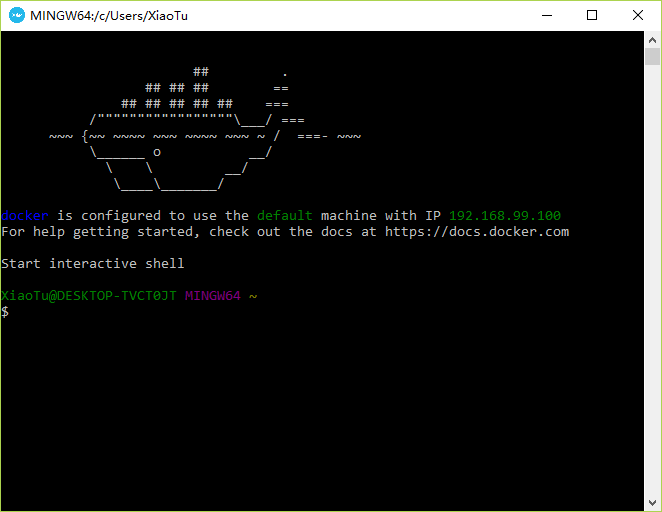 MINGW64:/c/Users/XiaoTu
                        ##         .
                  ## ## ##        ==
               ## ## ## ## ##    ===
           /"""""""""""""""""\___/ ===
      ~~~ {~~ ~~~~ ~~~ ~~~~ ~~~ ~ /  ===- ~~~
           \______ o           __/
             \    \         __/
              \____\_______/
docker is configured to use the default machine with IP 192.168.99.100
For help getting started, check out the docs at https://docs.docker.com
Start interactive shell
XiaoTu@DESKTOP-TVCT0JT MINGW64 ~
$